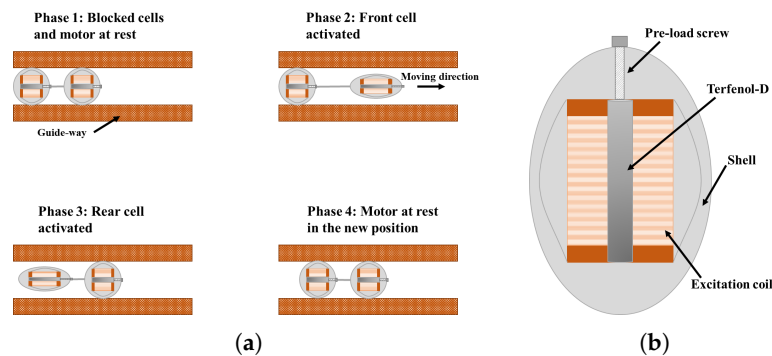 Phase 1: Blocked cells
and motor at rest
Phase 2: Front cell
activated
Moving direction
Guide-way
Phase 3: Rear cell
activated
Phase 4: Motor at rest
in the new position
(a)
Pre-load screw
Terfenol-D
Shell
Excitation coil
(b)